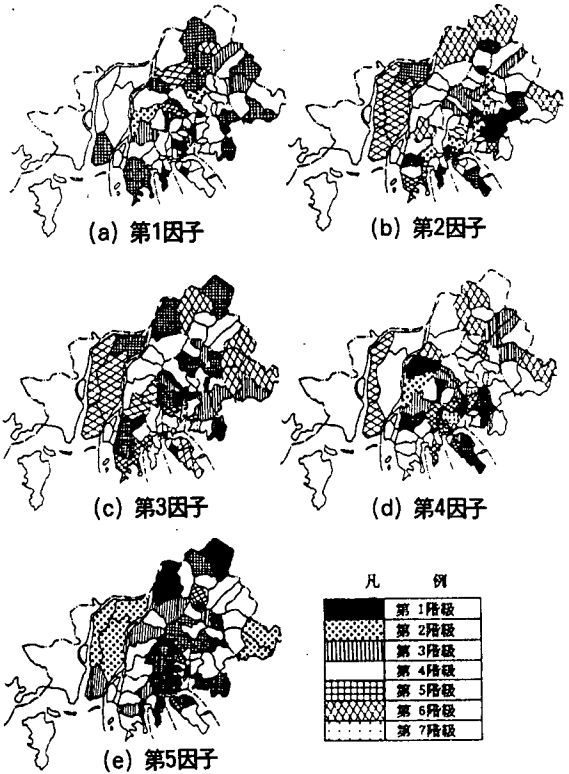 (a) 第1因子
(b) 第2因子
(c) 第3因子
(d) 第4因子
(e) 第5因子
凡 例
第 1階級
第 2階級
第 3階級
第 4階級
第 5階級
第 6階級
第 7階級